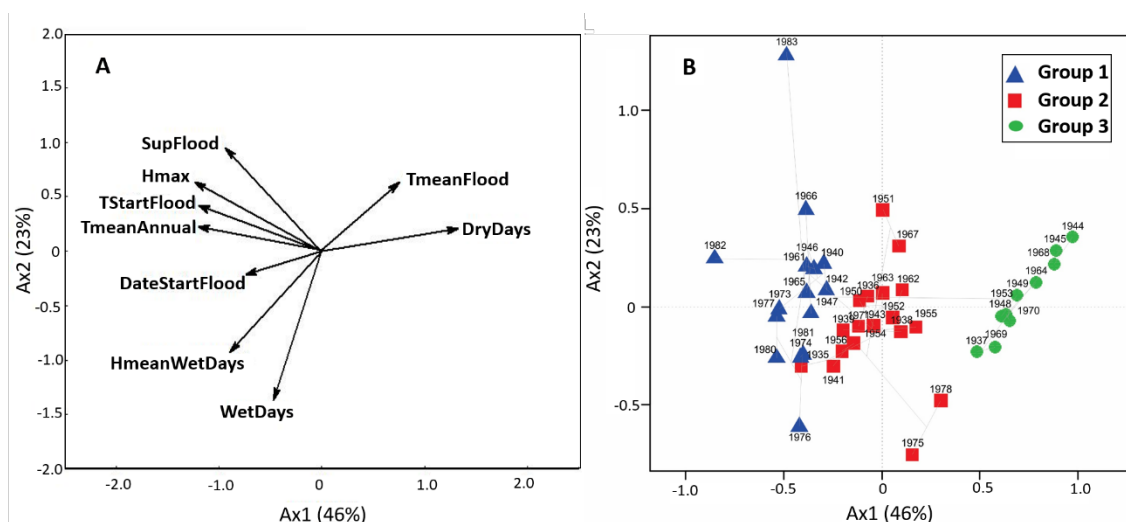 A
2.0
1.5
1.0
0.5
0
-0.5
-1.0
-1.5
2.0
Ax2 (23%)
SupFlood
Hmax
TStartFlood
TmeanAnnual
DateStartFlood
HmeanWetDays
WetDays
TmeanFlood
DryDays
-2.0 -1.0 0 1.0 2.0
Ax1 (46%)
B
Group 1
Group 2
Group 3
1.0
0.5
0
-0.5
Ax2 (23%)
1983
1966
1951
1982
1946
1961
1940
1967
1944
1945
1968
1964
1965
1942
1950
1936
1963
1962
1949
1953
1973
1977
1947
1952
1948
1970
1939
1971
1943
1938
1955
1981
1974
1935
1956
1954
1980
1941
1937
1969
1976
1978
1975
-1.0 -0.5 0 0.5 1.0
Ax1 (46%)